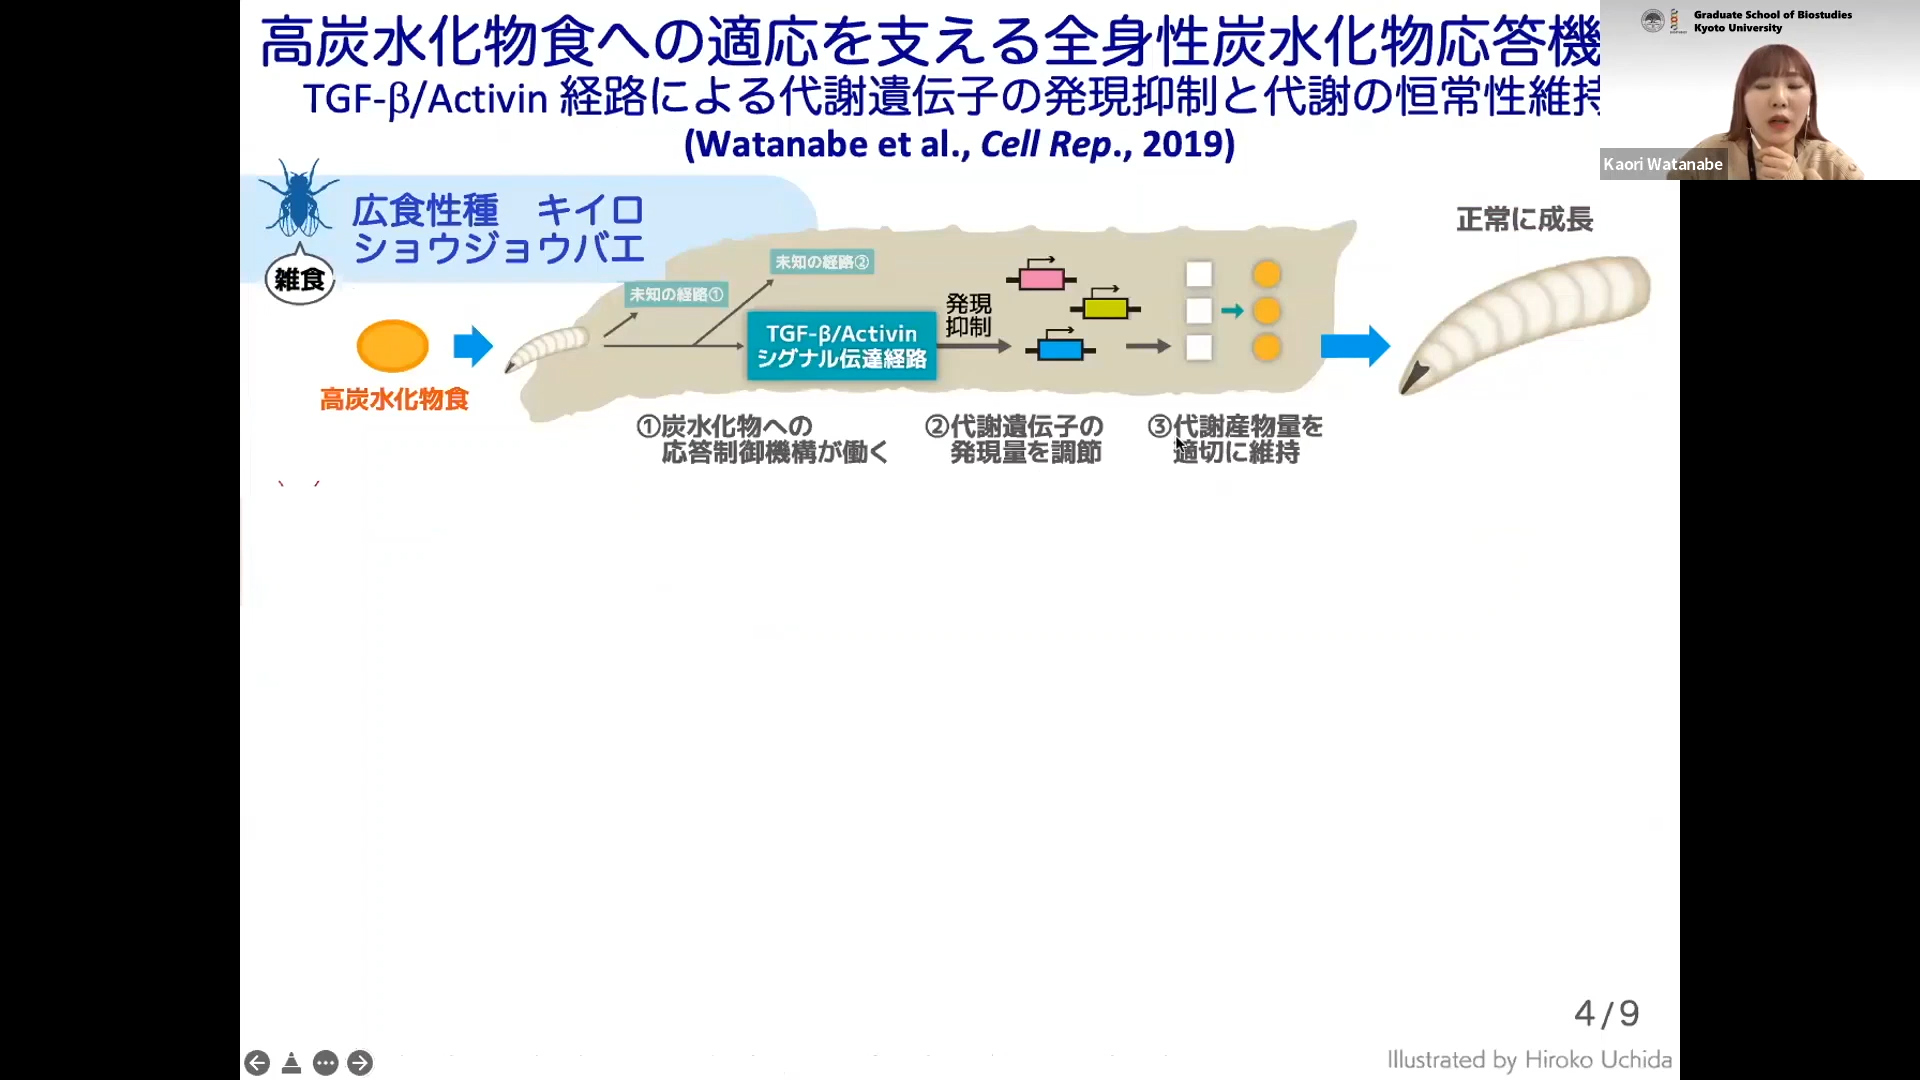 高炭水化物食への適応を支える全身性炭水化物応答機
TGF-β/Activin 経路による代謝遺伝子の発現抑制と代謝の恒常性維持
(Watanabe et al., Cell Rep., 2019)
Graduate School of Biostudies
Kyoto University
Kaori Watanabe
広食性種 キイロ
ショウジョウバエ
雑食
正常に成長
未知の経路②
未知の経路①
発現
抑制
TGF-β/Activin
シグナル伝達経路
高炭水化物食
①炭水化物への
応答制御機構が働く
②代謝遺伝子の
発現量を調節
③代謝産物量を
適切に維持
4/9
Illustrated by Hiroko Uchida